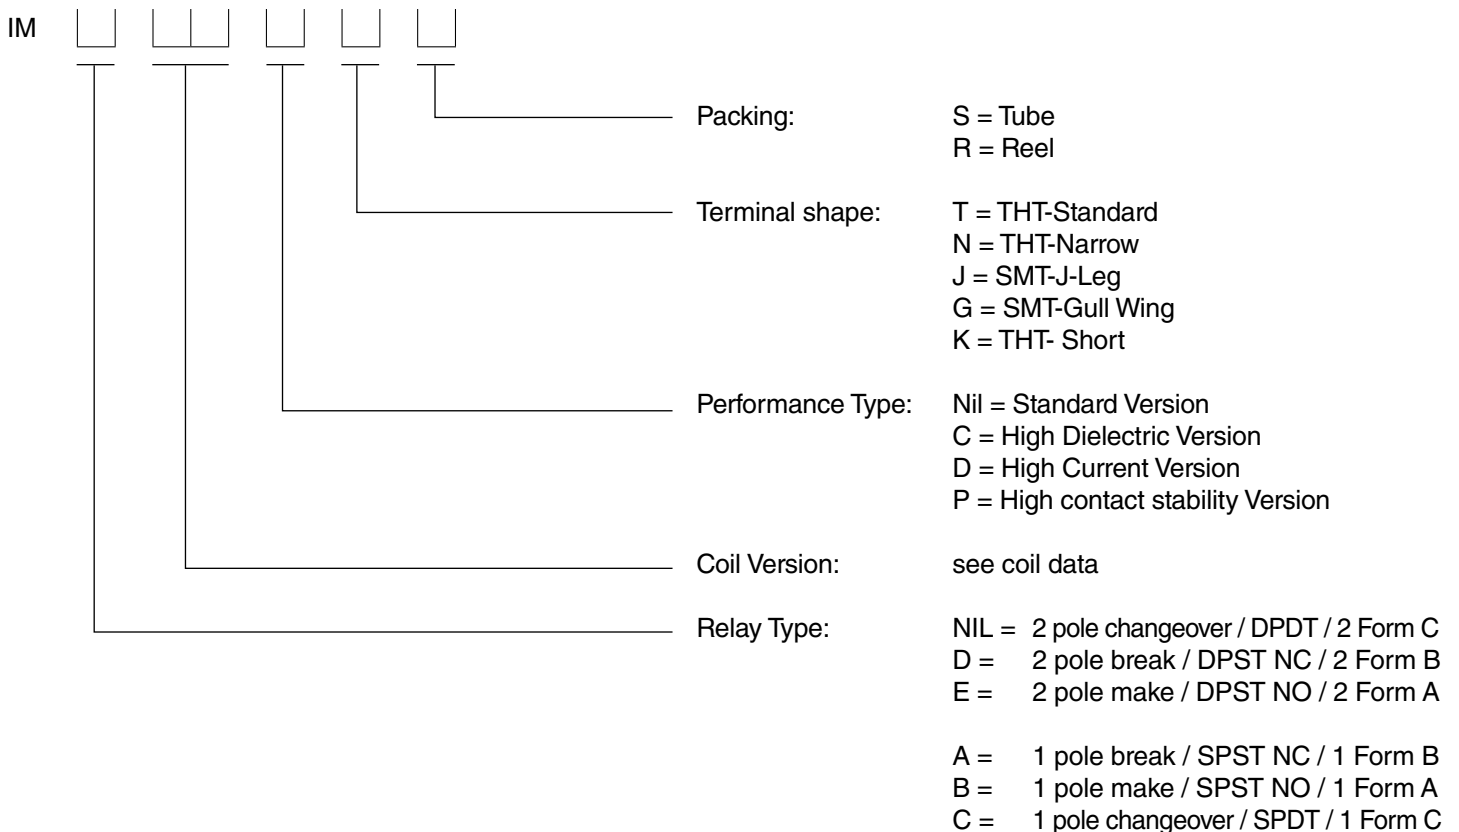 IM
Packing: S = Tube
R = Reel
Terminal shape: T = THT-Standard
N = THT-Narrow
J = SMT-J-Leg
G = SMT-Gull Wing
K = THT- Short
Performance Type: Nil = Standard Version
C = High Dielectric Version
D = High Current Version
P = High contact stability Version
Coil Version: see coil data
Relay Type: NIL = 2 pole changeover / DPDT / 2 Form C
D = 2 pole break / DPST NC / 2 Form B
E = 2 pole make / DPST NO / 2 Form A
A = 1 pole break / SPST NC / 1 Form B
B = 1 pole make / SPST NO / 1 Form A
C = 1 pole changeover / SPDT / 1 Form C